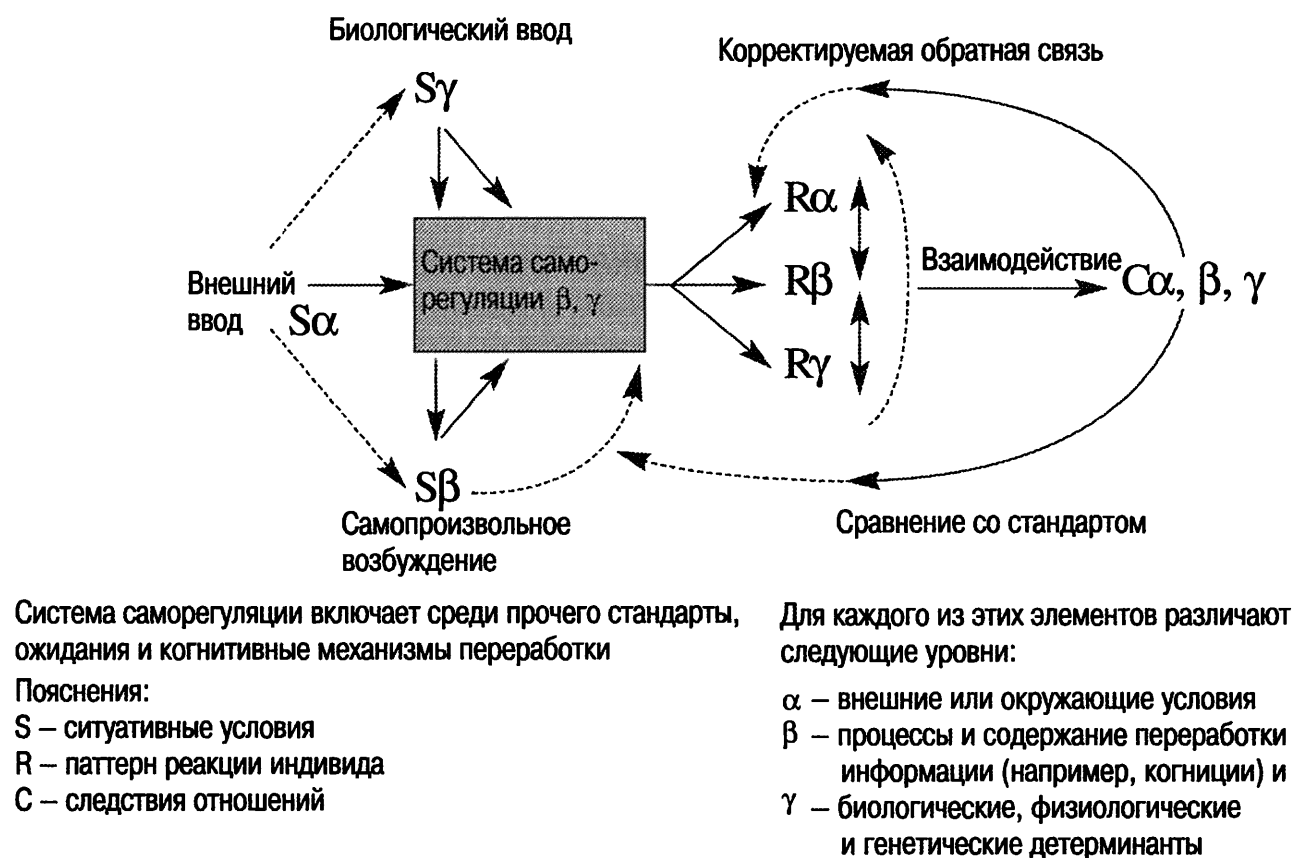 Биологический ввод
Корректируемая обратная связь
Sγ
Rα
Система само-
регуляции β, γ
Внешний
ввод
Sα
Rβ
Взаимодействие
Cα, β, γ
Rγ
Sβ
Самопроизвольное
возбуждение
Сравнение со стандартом
Система саморегуляции включает среди прочего стандарты,
ожидания и когнитивные механизмы переработки
Пояснения:
S – ситуативные условия
R – паттерн реакции индивида
C – следствия отношений
Для каждого из этих элементов различают
следующие уровни:
α – внешние или окружающие условия
β – процессы и содержание переработки
информации (например, когниции) и
γ – биологические, физиологические
и генетические детерминанты